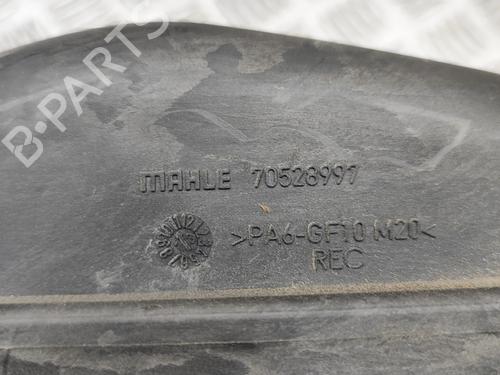 B-PARTS
MAHLE 70528997
>PA6-GF10 M20<
REC